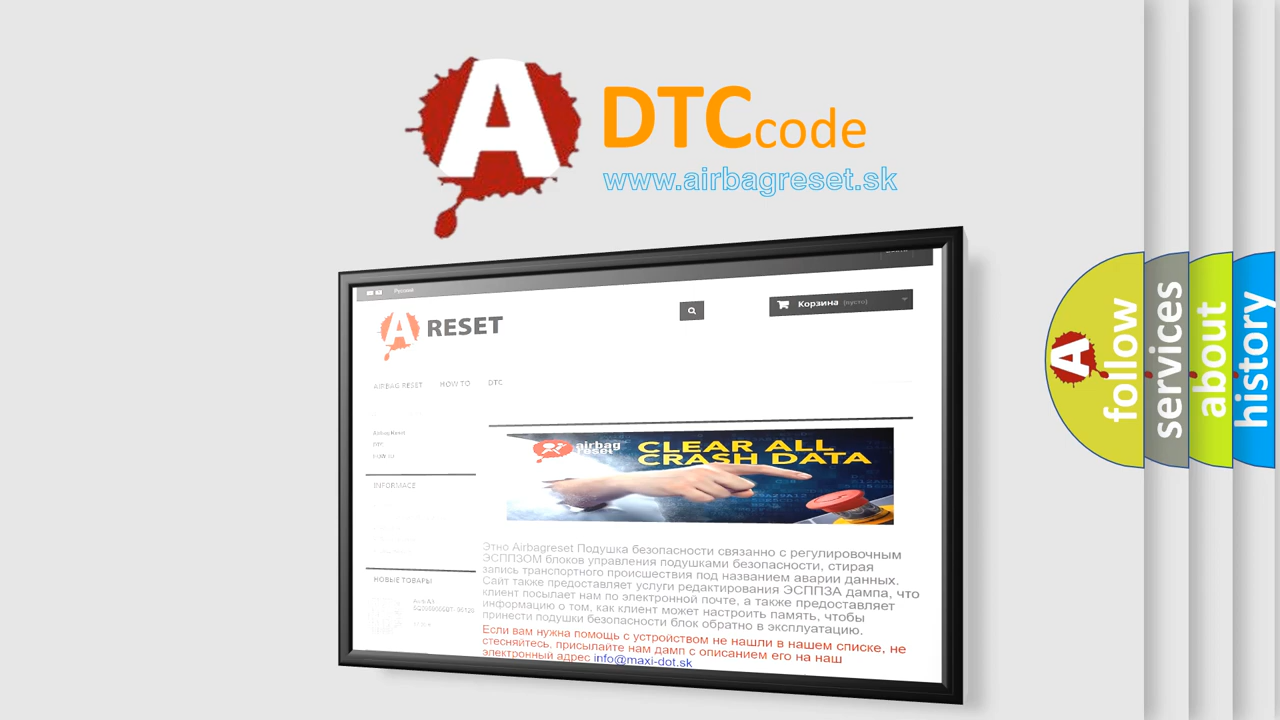 A
DTCcode
www.airbagreset.sk
Русский
A RESET
Корзина (пусто)
AIRBAG RESET HOW TO DTC
Airbag Reset
DTC
INFORMACE
НОВЫЕ ТОВАРЫ
airbag
reset
CLEAR ALL
CRASH DATA
Этно Airbagreset Подушка безопасности связанно с регулировочным
ЭСППЗОМ блоков управления подушками безопасности, стирая
запись транспортного происшествия под названием аварии данных.
Сайт также предоставляет услуги редактирования ЭСППЗА дампа, что
клиент посылает нам по электронной почте, а также предоставляет
информацию о том, как клиент может настроить память, чтобы
принести подушки безопасности блок обратно в эксплуатацию.
Если вам нужна помощь с устройством не нашли в нашем списке, не
стесняйтесь, присылайте нам дамп с описанием его на наш
электронный адрес info@maxi-dot.sk
A
follow
services
about
history